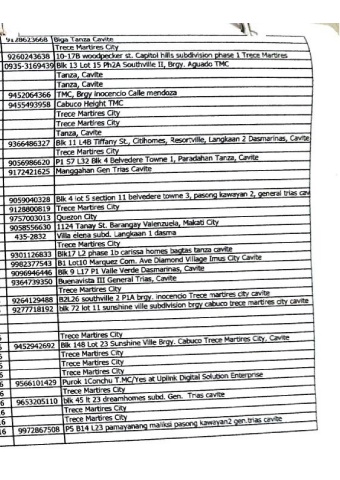 9128623668 Biga Tanza Cavite
Trece Martires City
9260243638 10-17B woodpecker st. Capitol hills subdivision phase 1 Trece Martires
0935-3169439 Blk 13 Lot 15 Ph2A Southville II, Brgy. Aguado TMC
Tanza, Cavite
Tanza, Cavite
9452064366 TMC, Brgy inocencio Calle mendoza
9455493958 Cabuco Height TMC
Trece Martires City
Trece Martires City
Tanza, Cavite
9366486327 Blk 11 L4B Tiffany St., Citihomes, Resortville, Langkaan 2 Dasmarinas, Cavite
Trece Martires City
9056986620 P1 S7 L32 Blk 4 Belvedere Towne 1, Paradahan Tanza, Cavite
9172421625 Manggahan Gen Trias Cavite
9059040328 Blk 4 lot 5 section 11 belvedere towne 3, pasong kawayan 2, general trias cav
9128800819 Trece Martires City
9757003013 Quezon City
9058556630 1124 Tanay St. Barangay Valenzuela, Makati City
435-2832 Villa elena subd. Langkaan 1 dasma
Trece Martires City
9301126833 Blk17 L2 phase 1b carissa homes bagtas tanza cavite
9982377543 B1 Lot10 Marquez Com. Ave Diamond Village Imus City Cavite
9096946446 Blk 9 L17 P1 Valle Verde Dasmarinas, Cavite
9364739350 Buenavista III General Trias, Cavite
Trece Martires City
9264129488 B2L26 southville 2 P1A brgy. inocencio Trece martires city cavite
9277718192 blk 72 lot 11 sunshine ville subdivision brgy cabuco trece martires city cavite
Trece Martires City
9452942692 Blk 148 Lot 23 Sunshine Ville Brgy. Cabuco Trece Martires City, Cavite
Trece Martires City
Trece Martires City
Trece Martires City
9566101429 Purok 1Conchu T.MC/Yes at Uplink Digital Solution Enterprise
Trece Martires City
9653205110 blk 45 lt 23 dreamhomes subd. Gen. Trias cavite
Trece Martires City
Trece Martires City
9972867508 P5 B14 L23 pamayanang maliksi pasong kawayan2 gen.trias cavite